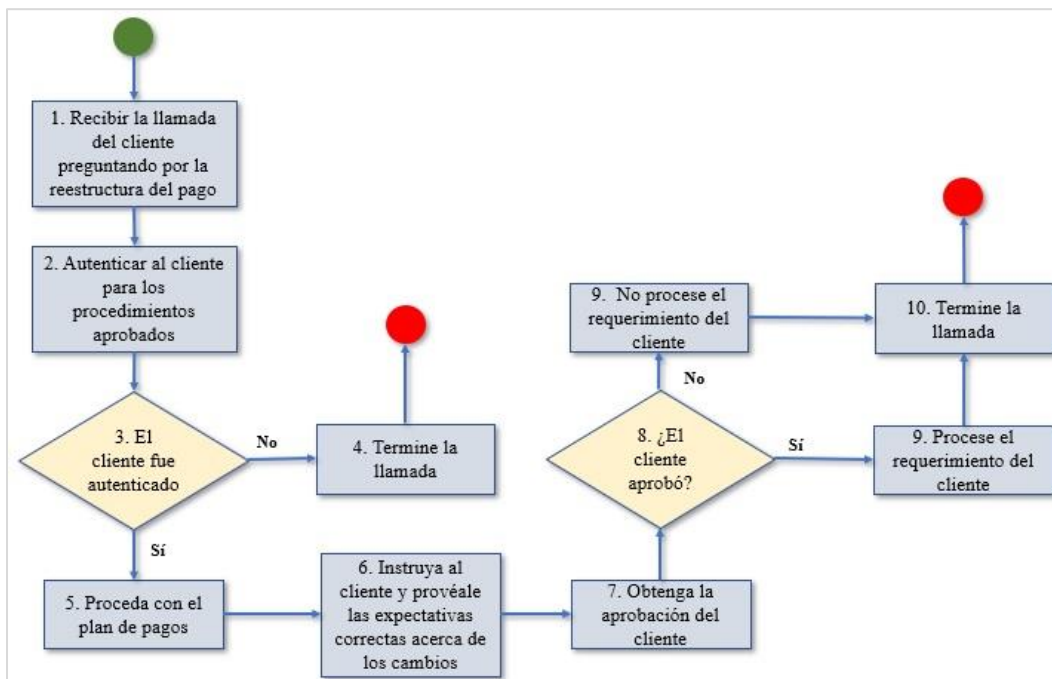 1. Recibir la llamada
del cliente
preguntando por la
reestructura del pago
2. Autenticar al cliente
para los
procedimientos
aprobados
3. El
cliente fue
autenticado
No
4. Termine la
llamada
Sí
5. Proceda con el
plan de pagos
6. Instruya al
cliente y provéale
las expectativas
correctas acerca de
los cambios
7. Obtenga la
aprobación del
cliente
8. ¿El
cliente
aprobó?
No
9. No procese el
requerimiento del
cliente
Sí
9. Procese el
requerimiento del
cliente
10. Termine la
llamada